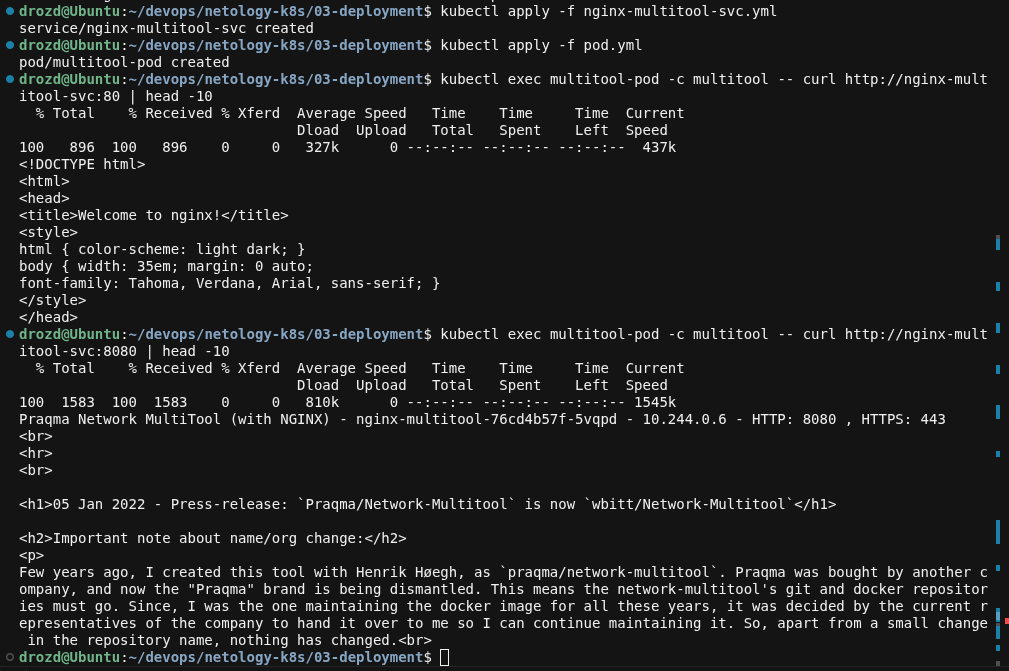 drozd@Ubuntu:~/devops/netology-k8s/03-deployment$ kubectl apply -f nginx-multitool-svc.yml
service/nginx-multitool-svc created
drozd@Ubuntu:~/devops/netology-k8s/03-deployment$ kubectl apply -f pod.yml
pod/multitool-pod created
drozd@Ubuntu:~/devops/netology-k8s/03-deployment$ kubectl exec multitool-pod -c multitool -- curl http://nginx-mult
itool-svc:80 | head -10
  % Total    % Received % Xferd  Average Speed   Time    Time     Time  Current
                                 Dload  Upload   Total   Spent    Left  Speed
100   896  100   896    0     0   327k      0 --:--:-- --:--:-- --:--:--  437k
<!DOCTYPE html>
<html>
<head>
<title>Welcome to nginx!</title>
<style>
html { color-scheme: light dark; }
body { width: 35em; margin: 0 auto;
font-family: Tahoma, Verdana, Arial, sans-serif; }
</style>
</head>
drozd@Ubuntu:~/devops/netology-k8s/03-deployment$ kubectl exec multitool-pod -c multitool -- curl http://nginx-mult
itool-svc:8080 | head -10
  % Total    % Received % Xferd  Average Speed   Time    Time     Time  Current
                                 Dload  Upload   Total   Spent    Left  Speed
100  1583  100  1583    0     0   810k      0 --:--:-- --:--:-- --:--:-- 1545k
Praqma Network MultiTool (with NGINX) - nginx-multitool-76cd4b57f-5vqpd - 10.244.0.6 - HTTP: 8080 , HTTPS: 443
<br>
<hr>
<br>

<h1>05 Jan 2022 - Press-release: `Praqma/Network-Multitool` is now `wbitt/Network-Multitool`</h1>

<h2>Important note about name/org change:</h2>
<p>
Few years ago, I created this tool with Henrik Høegh, as `praqma/network-multitool`. Praqma was bought by another c
ompany, and now the "Praqma" brand is being dismantled. This means the network-multitool's git and docker repositor
ies must go. Since, I was the one maintaining the docker image for all these years, it was decided by the current r
epresentatives of the company to hand it over to me so I can continue maintaining it. So, apart from a small change
 in the repository name, nothing has changed.<br>
drozd@Ubuntu:~/devops/netology-k8s/03-deployment$